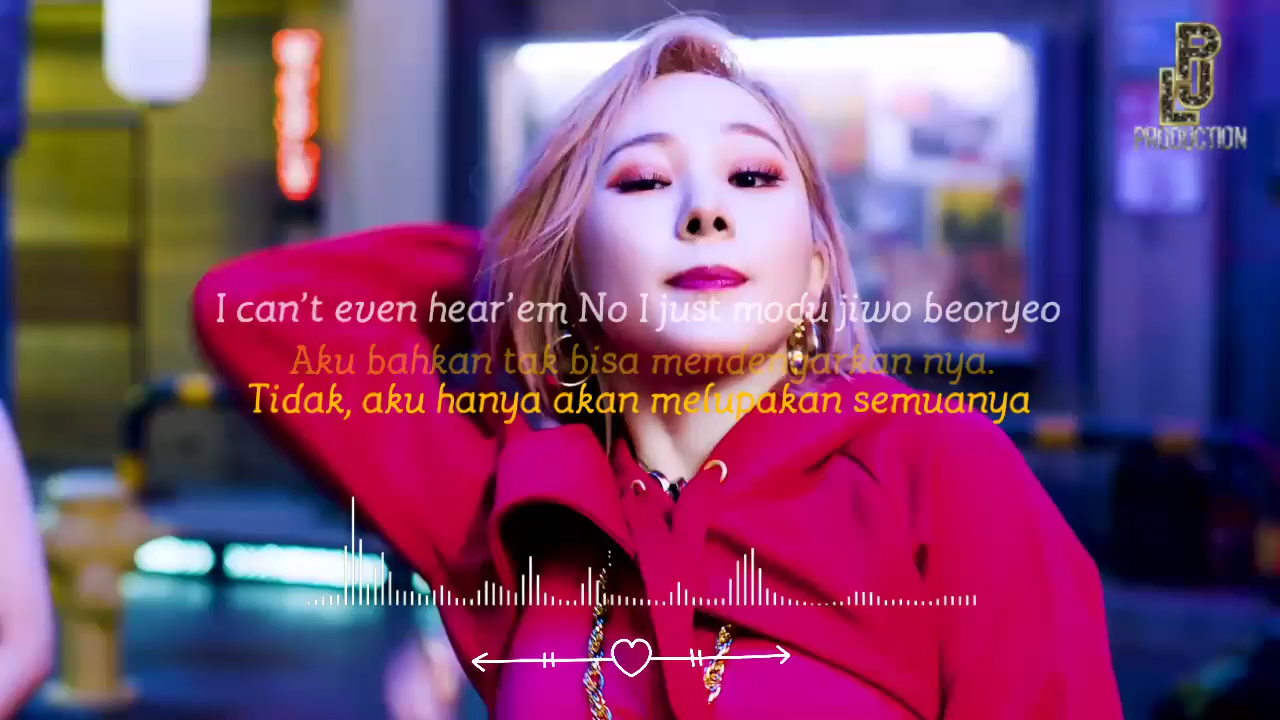 PUL
PRODUCTION
I can't even hear'em No I just modu jiwo beoryeo
Aku bahkan tak bisa mendengarkan nya.
Tidak, aku hanya akan melupakan semuanya